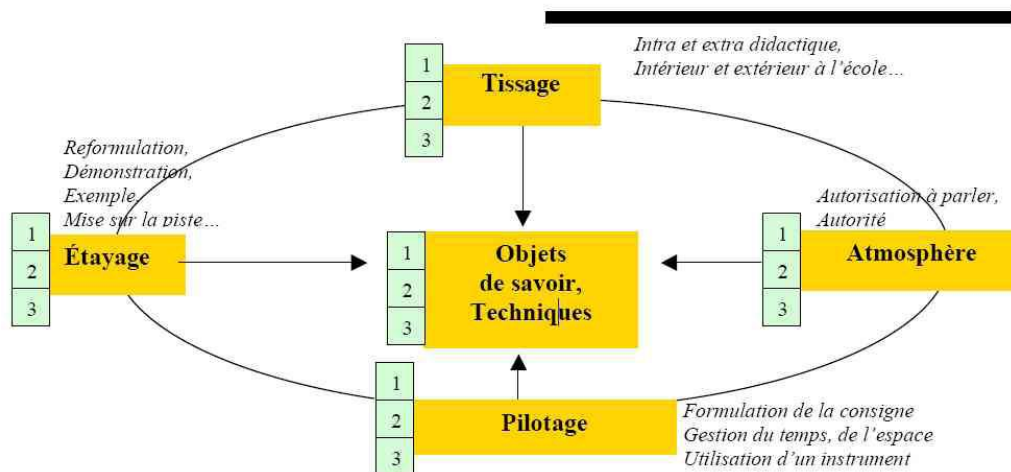 Intra et extra didactique,
Intérieur et extérieur à l'école…
1
2
3
Tissage
Reformulation,
Démonstration,
Exemple,
Mise sur la piste…
1
2
3
Étayage
1
2
3
Objets
de savoir,
Techniques
Autorisation à parler,
Autorité
1
2
3
Atmosphère
1
2
3
Pilotage
Formulation de la consigne
Gestion du temps, de l'espace
Utilisation d'un instrument